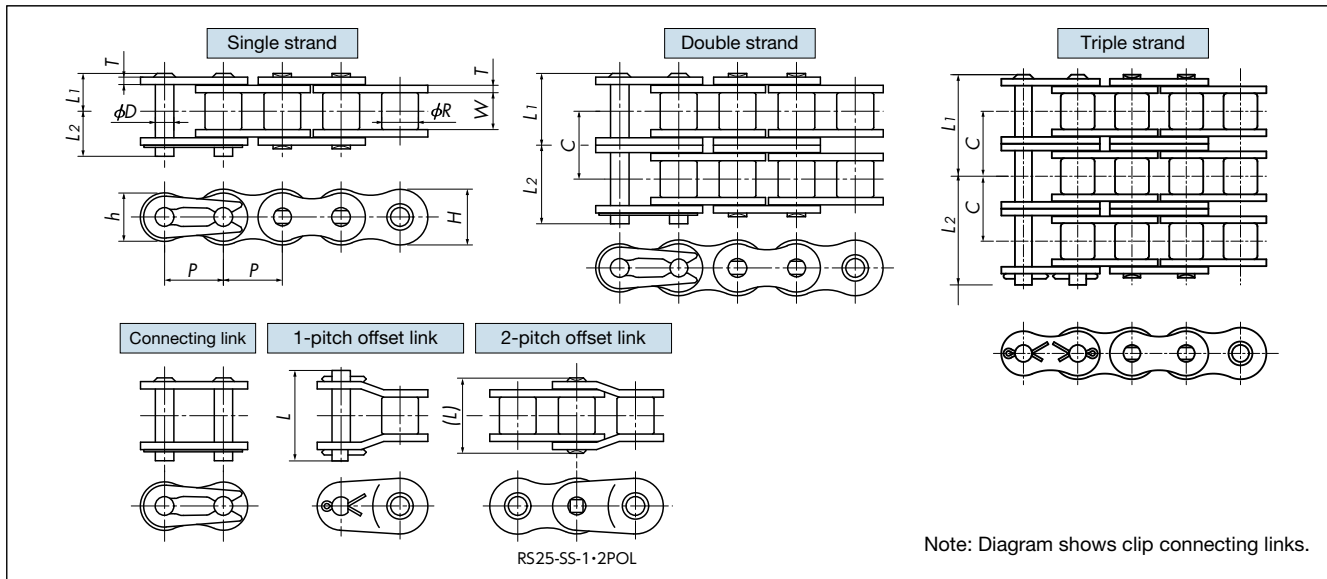 Single strand
Double strand
Triple strand
T
L1
L2
φD
φR
T
W
h
H
P
P
L1
L2
C
L1
L2
C
C
Connecting link
1-pitch offset link
2-pitch offset link
L
(L)
RS25-SS-1•2POL
Note: Diagram shows clip connecting links.